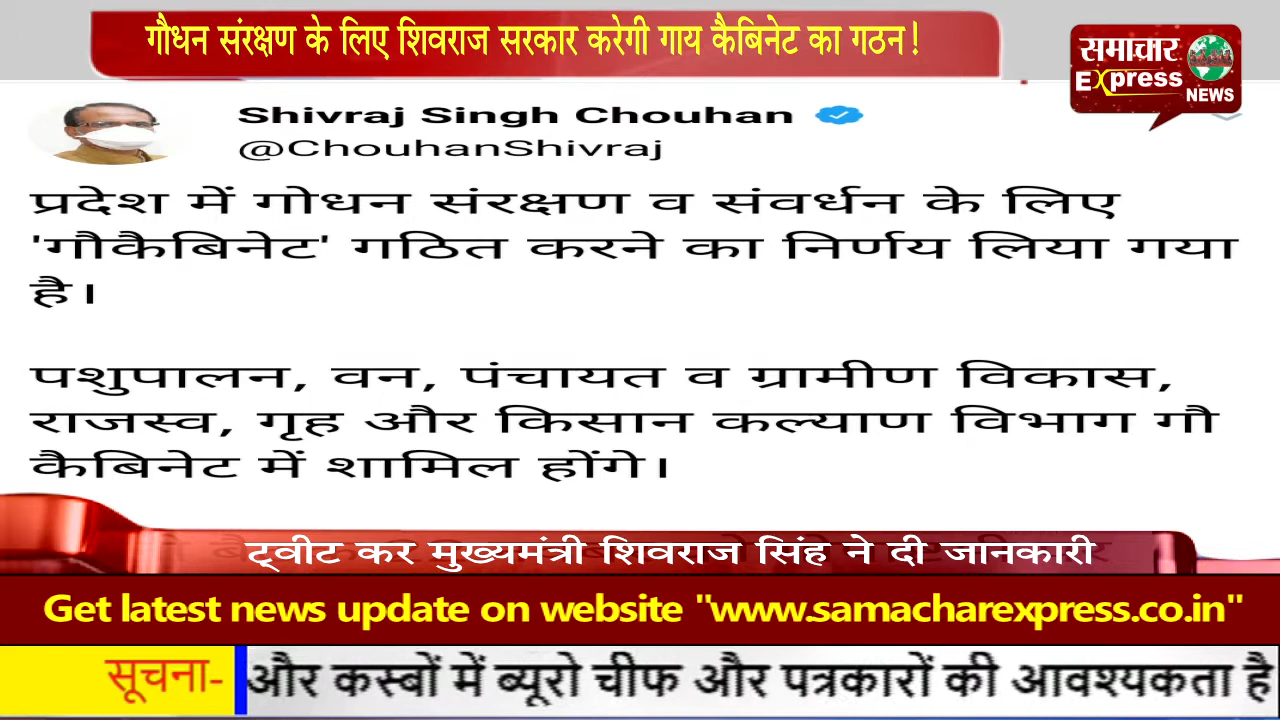 गौधन संरक्षण के लिए शिवराज सरकार करेगी गाय कैबिनेट का गठन!
समाचार
Express
NEWS
Shivraj Singh Chouhan
@ChouhanShivraj
प्रदेश में गोधन संरक्षण व संवर्धन के लिए
'गौकैबिनेट' गठित करने का निर्णय लिया गया
है।
पशुपालन, वन, पंचायत व ग्रामीण विकास,
राजस्व, गृह और किसान कल्याण विभाग गौ
कैबिनेट में शामिल होंगे।
ट्वीट कर मुख्यमंत्री शिवराज सिंह ने दी जानकारी
Get latest news update on website "www.samacharexpress.co.in"
सूचना- और कस्बों में ब्यूरो चीफ और पत्रकारों की आवश्यकता है